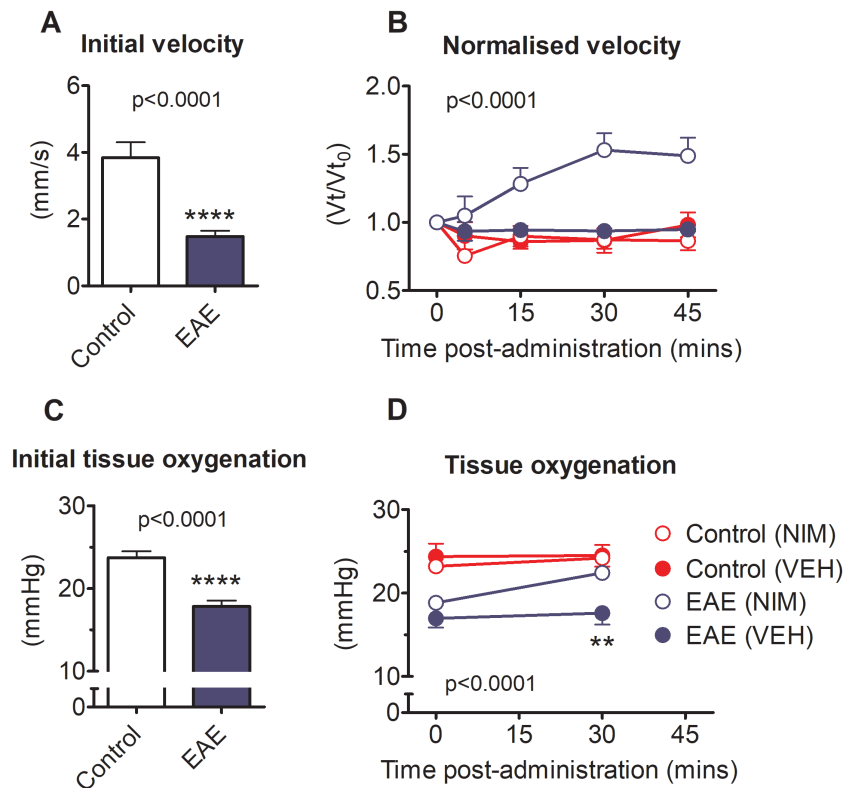 A
Initial velocity
p<0.0001
6
4
2
0
(mm/s)
****
Control
EAE
B
Normalised velocity
p<0.0001
2.0
1.5
1.0
0.5
(Vt/Vt₀)
0 15 30 45
Time post-administration (mins)
C
Initial tissue oxygenation
p<0.0001
30
20
10
0
(mmHg)
****
Control
EAE
D
Tissue oxygenation
30
20
10
0
(mmHg)
**
p<0.0001
0 15 30 45
Time post-administration (mins)
Control (NIM)
Control (VEH)
EAE (NIM)
EAE (VEH)